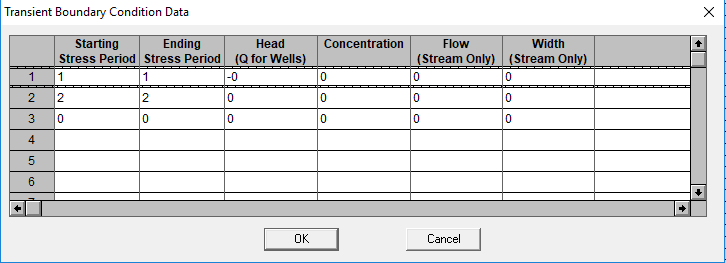 Transient Boundary Condition Data
Starting Stress Period Ending Stress Period Head (Q for Wells) Concentration Flow (Stream Only) Width (Stream Only)
1 1 1 -0 0 0 0
2 2 2 0 0 0 0
3 0 0 0 0 0 0
4
5
6
OK Cancel